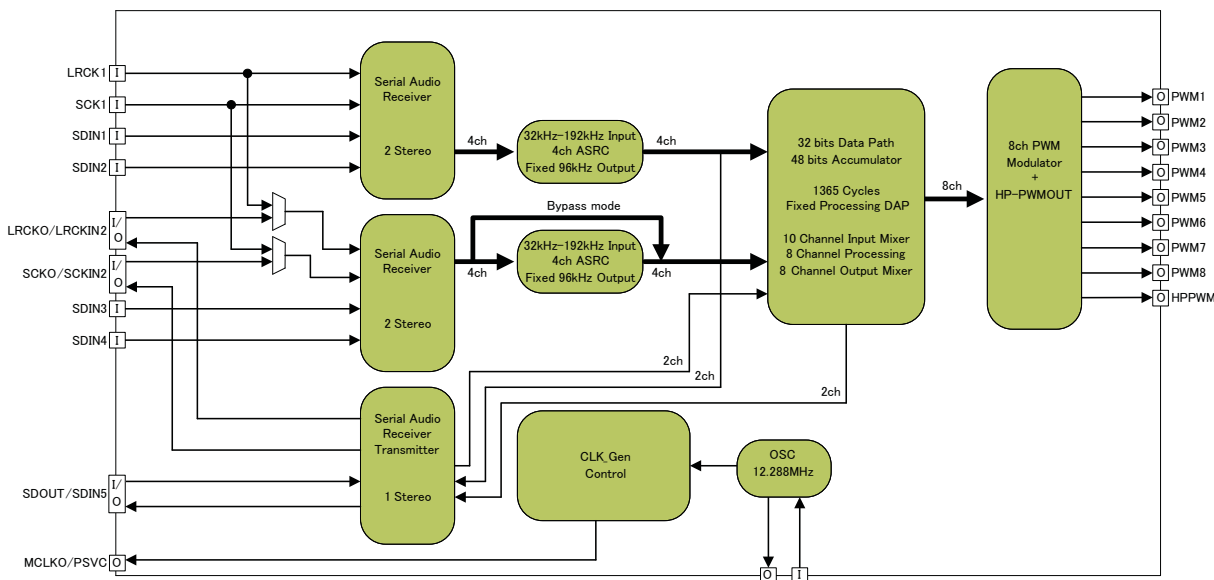 LRCK1
I
SCK1
I
SDIN1
I
SDIN2
I
LRCKO/LRCKIN2
I/
O
SCKO/SCKIN2
I/
O
SDIN3
I
SDIN4
I
SDOUT/SDIN5
I/
O
MCLKO/PSVC
O
Serial Audio
Receiver
2 Stereo
4ch
32kHz-192kHz Input
4ch ASRC
Fixed 96kHz Output
4ch
Serial Audio
Receiver
2 Stereo
Bypass mode
4ch
32kHz-192kHz Input
4ch ASRC
Fixed 96kHz Output
4ch
2ch
2ch
2ch
Serial Audio
Receiver
Transmitter
1 Stereo
CLK_Gen
Control
OSC
12.288MHz
O
I
32 bits Data Path
48 bits Accumulator
1365 Cycles
Fixed Processing DAP
10 Channel Input Mixer
8 Channel Processing
8 Channel Output Mixer
8ch
8ch PWM
Modulator
+
HP-PWMOUT
O PWM1
O PWM2
O PWM3
O PWM4
O PWM5
O PWM6
O PWM7
O PWM8
O HPPWM